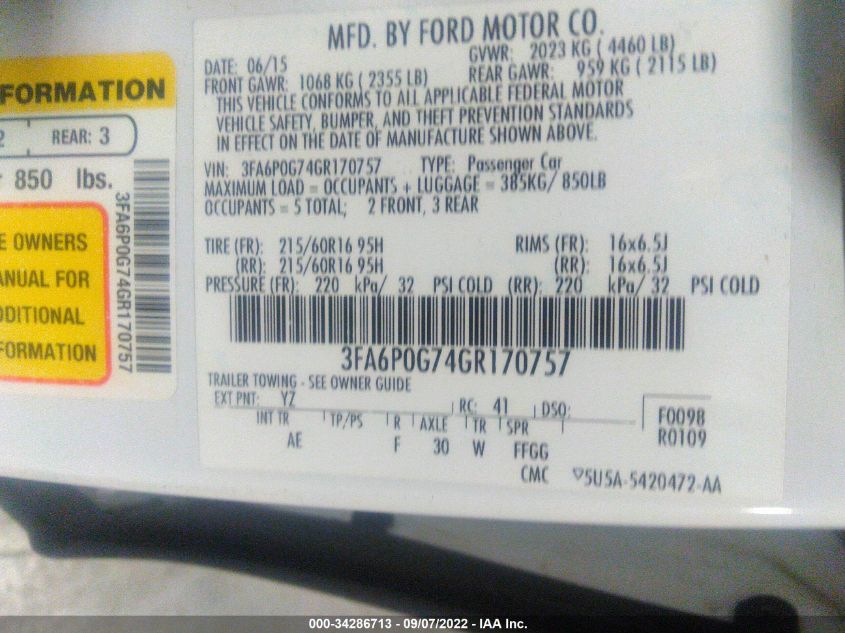 MFD. BY FORD MOTOR CO.
DATE: 06/15 GVWR: 2023 KG ( 4460 LB)
FRONT GAWR: 1068 KG ( 2355 LB) REAR GAWR: 959 KG ( 2115 LB)
THIS VEHICLE CONFORMS TO ALL APPLICABLE FEDERAL MOTOR
VEHICLE SAFETY, BUMPER, AND THEFT PREVENTION STANDARDS
IN EFFECT ON THE DATE OF MANUFACTURE SHOWN ABOVE.
VIN: 3FA6P0G74GR170757 TYPE: Passenger Car
MAXIMUM LOAD = OCCUPANTS + LUGGAGE = 385KG/ 850LB
OCCUPANTS = 5 TOTAL; 2 FRONT, 3 REAR
TIRE (FR): 215/60R16 95H RIMS (FR): 16x6.5J
(RR): 215/60R16 95H (RR): 16x6.5J
PRESSURE (FR): 220 kPa/ 32 PSI COLD (RR): 220 kPa/ 32 PSI COLD
3FA6P0G74GR170757
TRAILER TOWING - SEE OWNER GUIDE
EXT PNT: YZ RC: 41 DSO:
INT TR TP/PS R AXLE TR SPR
AE F 30 W FFGG
F0098
R0109
CMC 5U5A-5420472-AA
FORMATION
2 REAR: 3
850 lbs.
3FA6P0G74GR170757
E OWNERS
ANUAL FOR
DDITIONAL
FORMATION
000-34286713 - 09/07/2022 - IAA Inc.